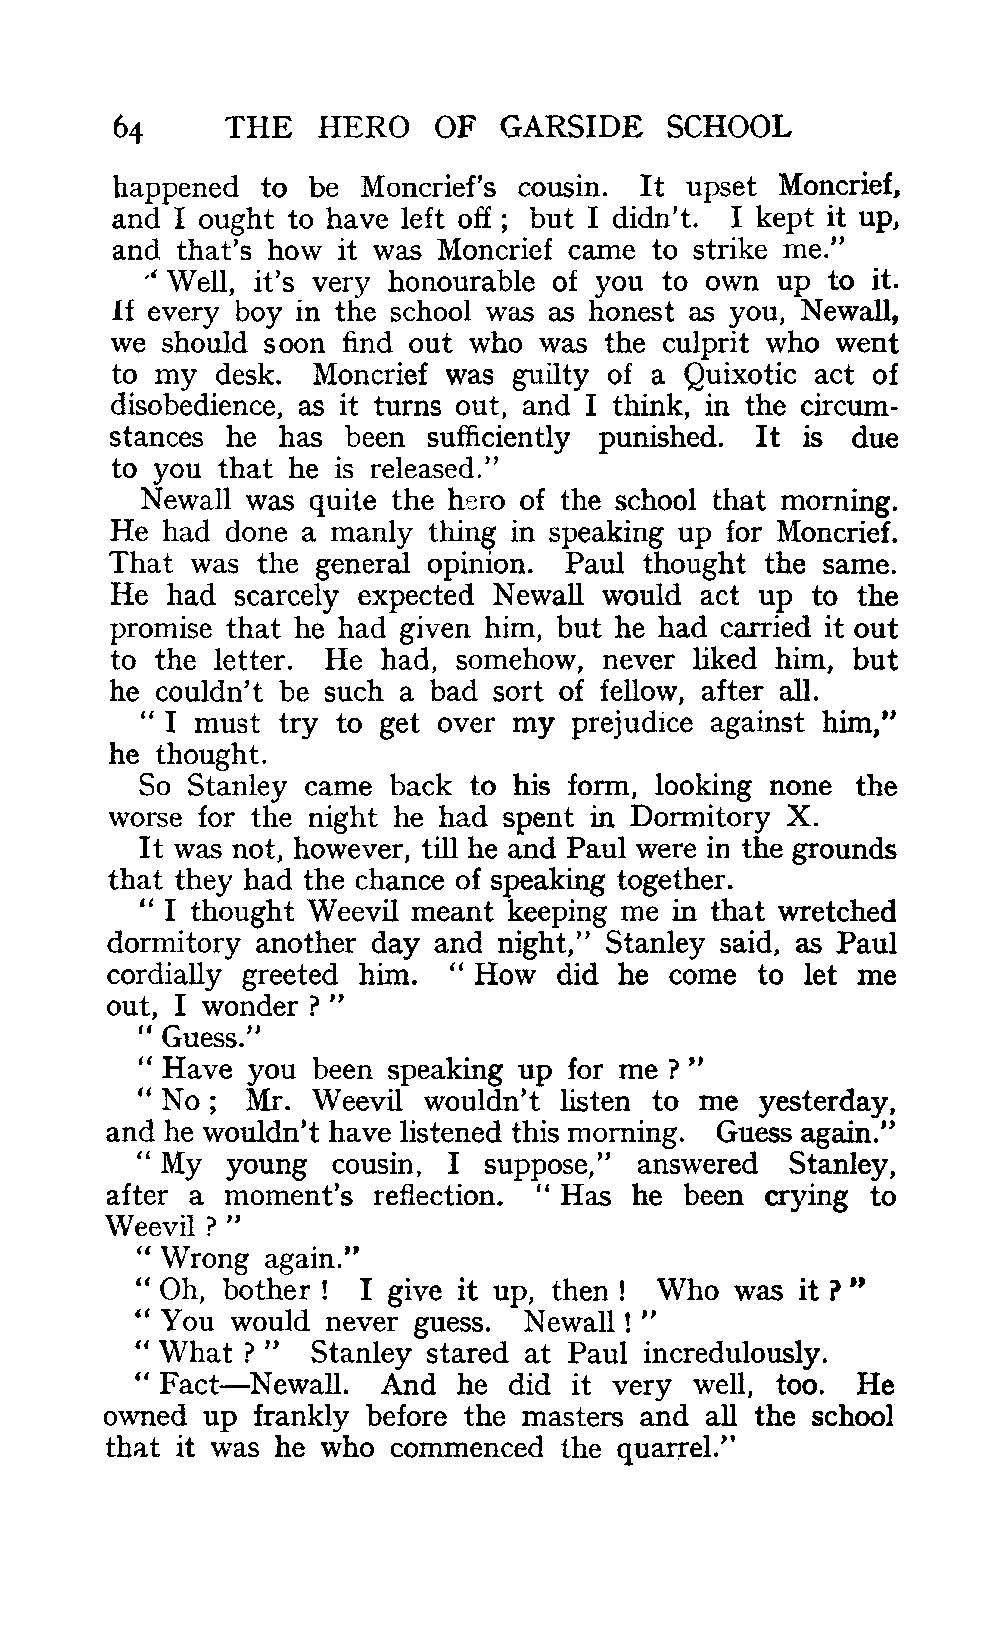 64 THE HERO OF GARSIDE SCHOOL
happened to be Moncrief's cousin. It upset Moncrief,
and I ought to have left off ; but I didn't. I kept it up,
and that's how it was Moncrief came to strike me."
" Well, it's very honourable of you to own up to it.
If every boy in the school was as honest as you, Newall,
we should soon find out who was the culprit who went
to my desk. Moncrief was guilty of a Quixotic act of
disobedience, as it turns out, and I think, in the circum-
stances he has been sufficiently punished. It is due
to you that he is released."
Newall was quite the hero of the school that morning.
He had done a manly thing in speaking up for Moncrief.
That was the general opinion. Paul thought the same.
He had scarcely expected Newall would act up to the
promise that he had given him, but he had carried it out
to the letter. He had, somehow, never liked him, but
he couldn't be such a bad sort of fellow, after all.
" I must try to get over my prejudice against him,"
he thought.
So Stanley came back to his form, looking none the
worse for the night he had spent in Dormitory X.
It was not, however, till he and Paul were in the grounds
that they had the chance of speaking together.
" I thought Weevil meant keeping me in that wretched
dormitory another day and night," Stanley said, as Paul
cordially greeted him. " How did he come to let me
out, I wonder ? "
" Guess."
" Have you been speaking up for me ? "
" No ; Mr. Weevil wouldn't listen to me yesterday,
and he wouldn't have listened this morning. Guess again."
" My young cousin, I suppose," answered Stanley,
after a moment's reflection. " Has he been crying to
Weevil ? "
" Wrong again."
" Oh, bother ! I give it up, then ! Who was it ? "
" You would never guess. Newall ! "
" What ? " Stanley stared at Paul incredulously.
" Fact—Newall. And he did it very well, too. He
owned up frankly before the masters and all the school
that it was he who commenced the quarrel."